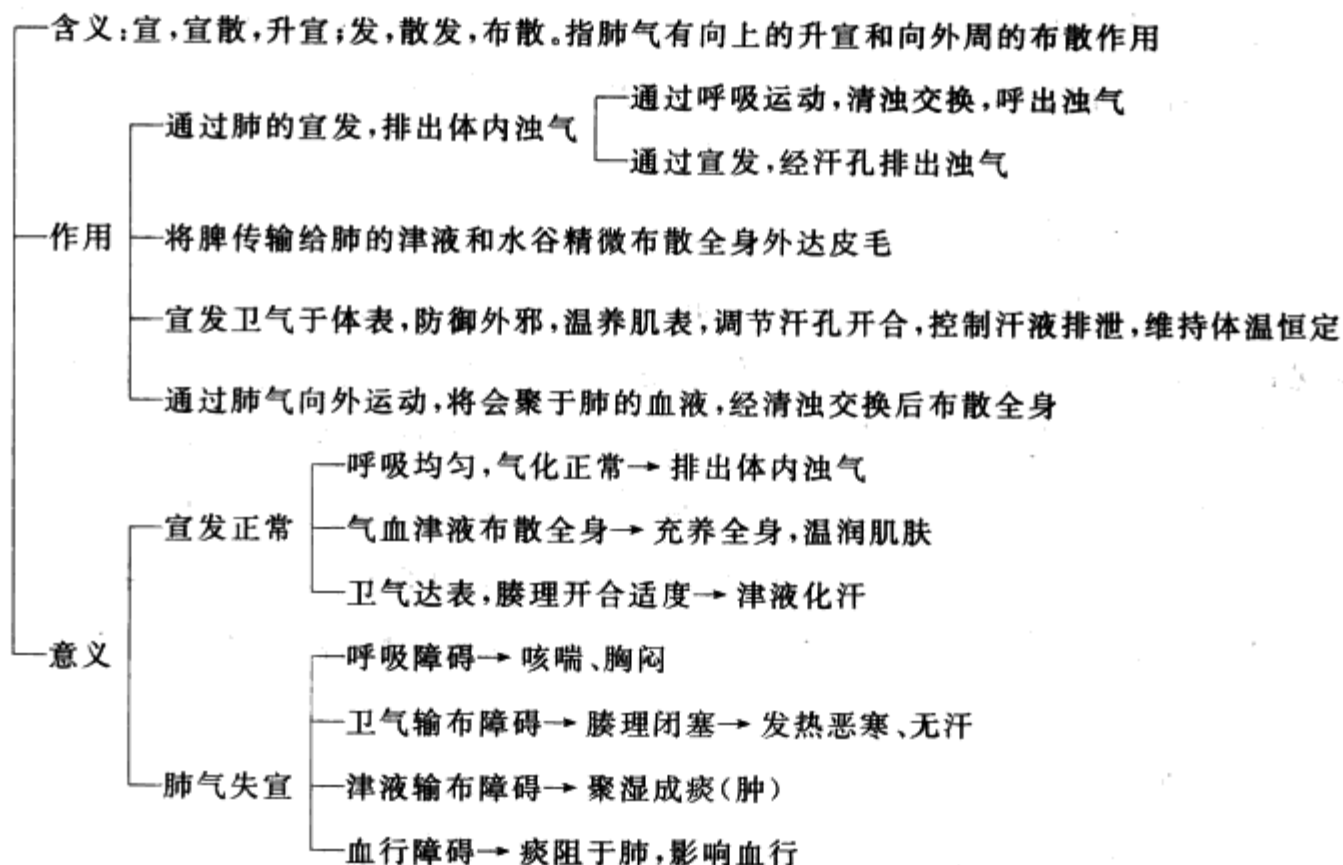 含义:宣,宣散,升宣;发,散发,布散。指肺气有向上的升宣和向外周的布散作用
通过呼吸运动,清浊交换,呼出浊气
通过肺的宣发,排出体内浊气
通过宣发,经汗孔排出浊气
作用
将脾传输给肺的津液和水谷精微布散全身外达皮毛
宣发卫气于体表,防御外邪,温养肌表,调节汗孔开合,控制汗液排泄,维持体温恒定
通过肺气向外运动,将会聚于肺的血液,经清浊交换后布散全身
呼吸均匀,气化正常→排出体内浊气
宣发正常
气血津液布散全身→充养全身,温润肌肤
卫气达表,腠理开合适度→津液化汗
意义
呼吸障碍→咳喘、胸闷
卫气输布障碍→腠理闭塞→发热恶寒、无汗
肺气失宣
津液输布障碍→聚湿成痰(肿)
血行障碍→痰阻于肺,影响血行